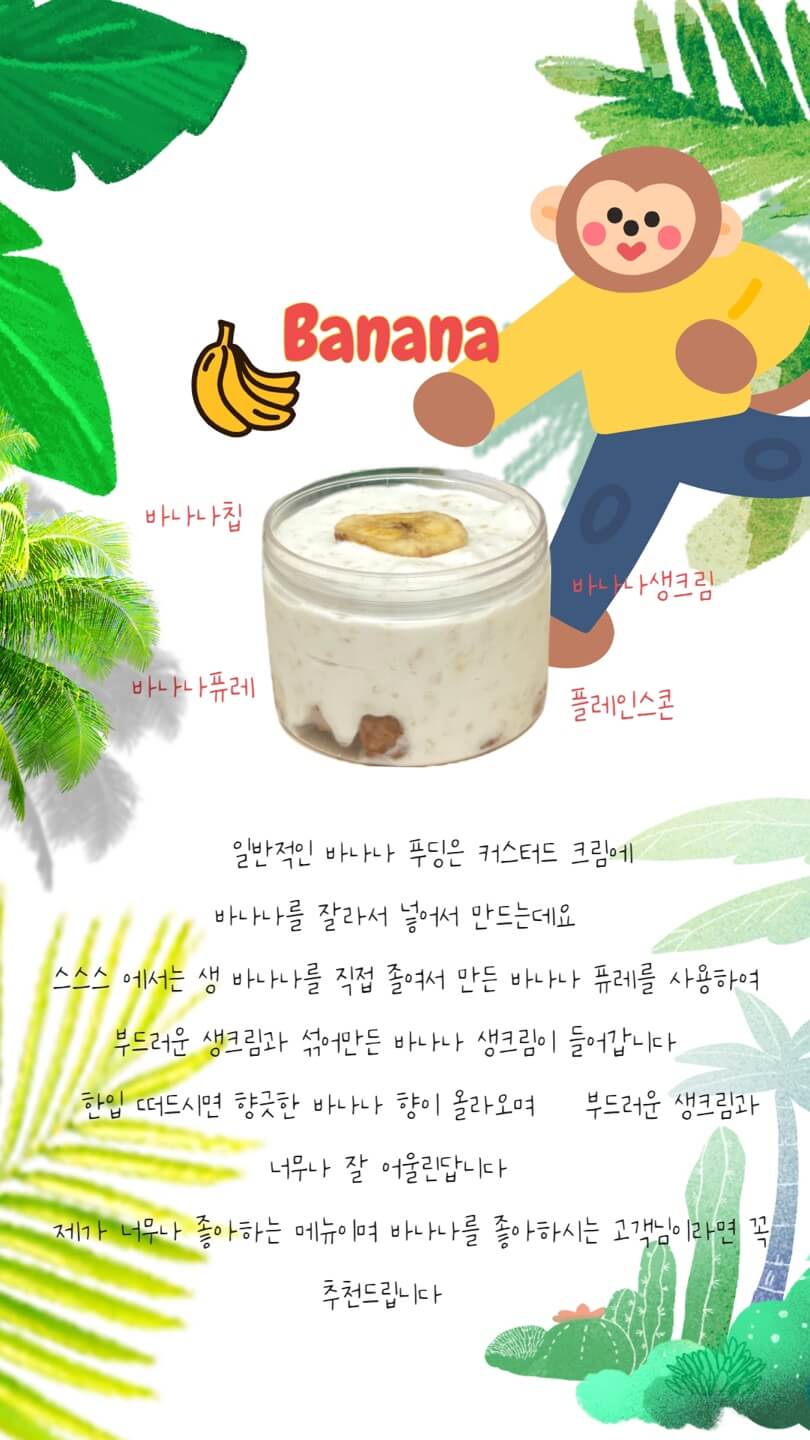 Banana
바나나칩
바나나생크림
바나나퓨레
플레인스콘
일반적인 바나나 푸딩은 커스터드 크림에
바나나를 잘라서 넣어서 만드는데요
스스스 에서는 생 바나나를 직접 졸여서 만든 바나나 퓨레를 사용하여
부드러운 생크림과 섞어만든 바나나 생크림이 들어갑니다
한입 떠드시면 향긋한 바나나 향이 올라오며 부드러운 생크림과
너무나 잘 어울린답니다
제가 너무나 좋아하는 메뉴이며 바나나를 좋아하시는 고객님이라면 꼭
추천드립니다